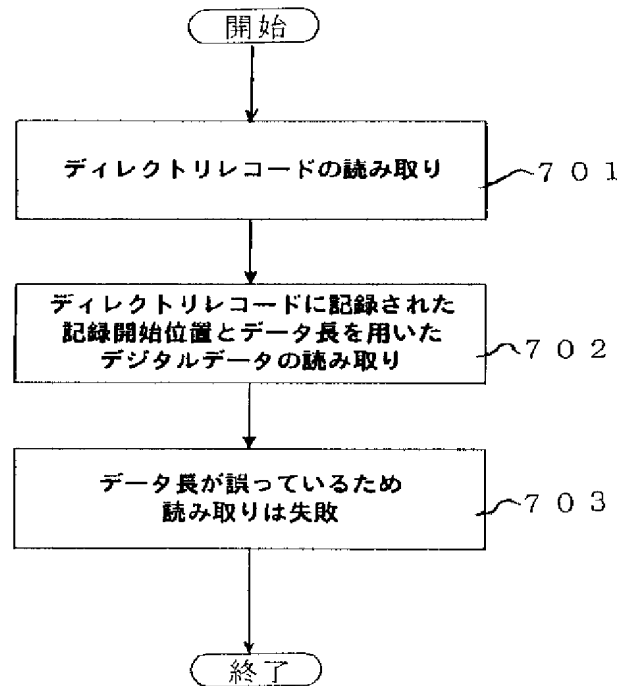 開始
ディレクトリレコードの読み取り
701
ディレクトリレコードに記録された
記録開始位置とデータ長を用いた
デジタルデータの読み取り
702
データ長が誤っているため
読み取りは失敗
703
終了